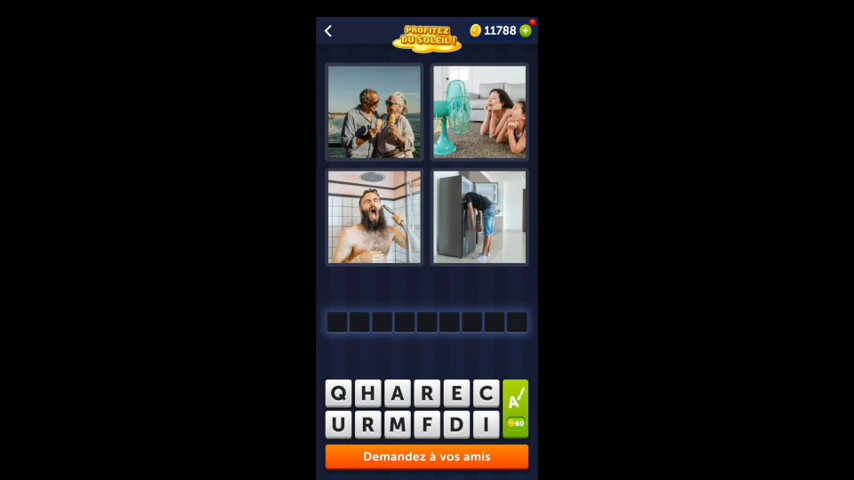 PROFITEZ
DU SOLEIL !
11788
Q H A R E C
U R M F D I
A
60
Demandez à vos amis